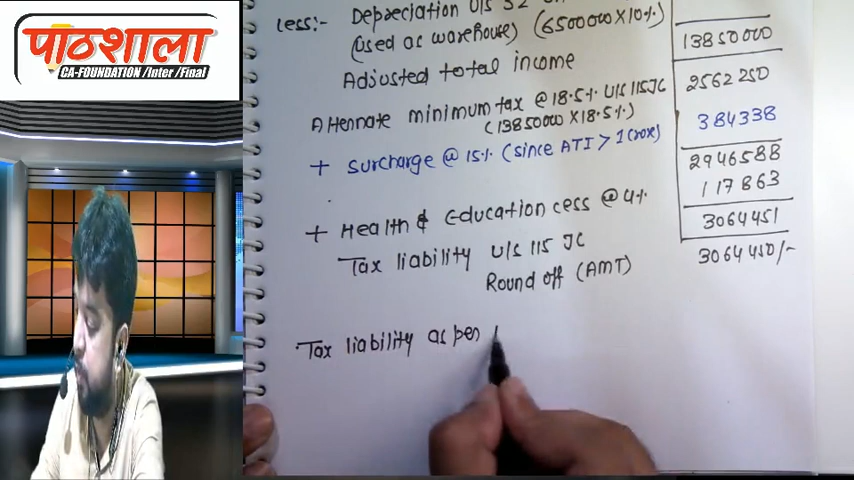 पाठशाला
CA-FOUNDATION /Inter /Final
Less:- Depreciation U/S 32
(used as warehouse) (6500000 X 10%)
13850000
Adjusted total income
Alternate minimum tax @ 18.5% U/S 115JC
(13850000 X 18.5%)
2562250
+ surcharge @ 15% (since ATI > 1 crore)
384338
2946588
+ Health & Education cess @ 4%
117863
Tax liability U/S 115 JC
3064451
Round off (AMT)
3064450/-
Tax liability as per